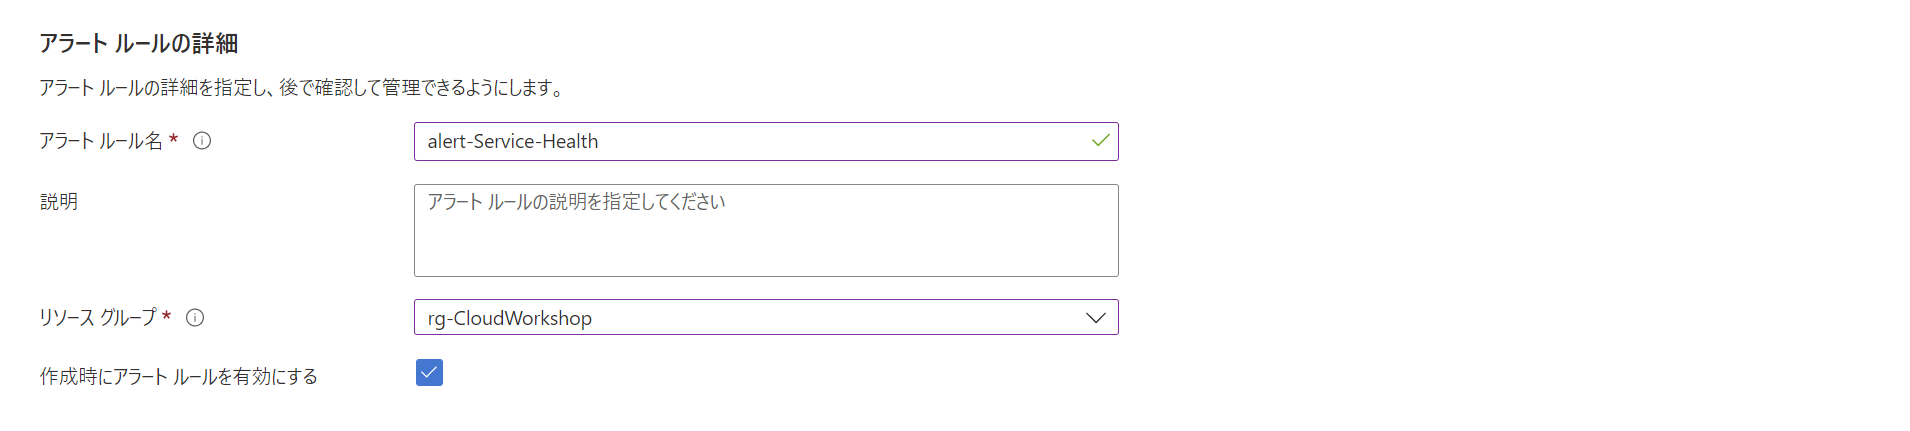 アラート ルールの詳細
アラート ルールの詳細を指定し、後で確認して管理できるようにします。
アラート ルール名 * alert-Service-Health
説明 アラート ルールの説明を指定してください
リソース グループ * rg-CloudWorkshop
作成時にアラート ルールを有効にする